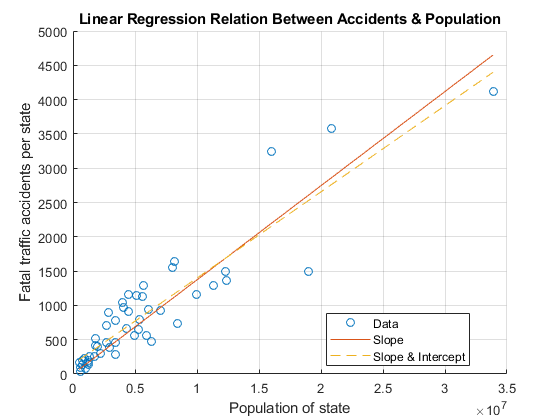 Linear Regression Relation Between Accidents & Population
Fatal traffic accidents per state
5000
4500
4000
3500
3000
2500
2000
1500
1000
500
0
0 0.5 1 1.5 2 2.5 3 3.5
×10⁷
Population of state
Data
Slope
Slope & Intercept